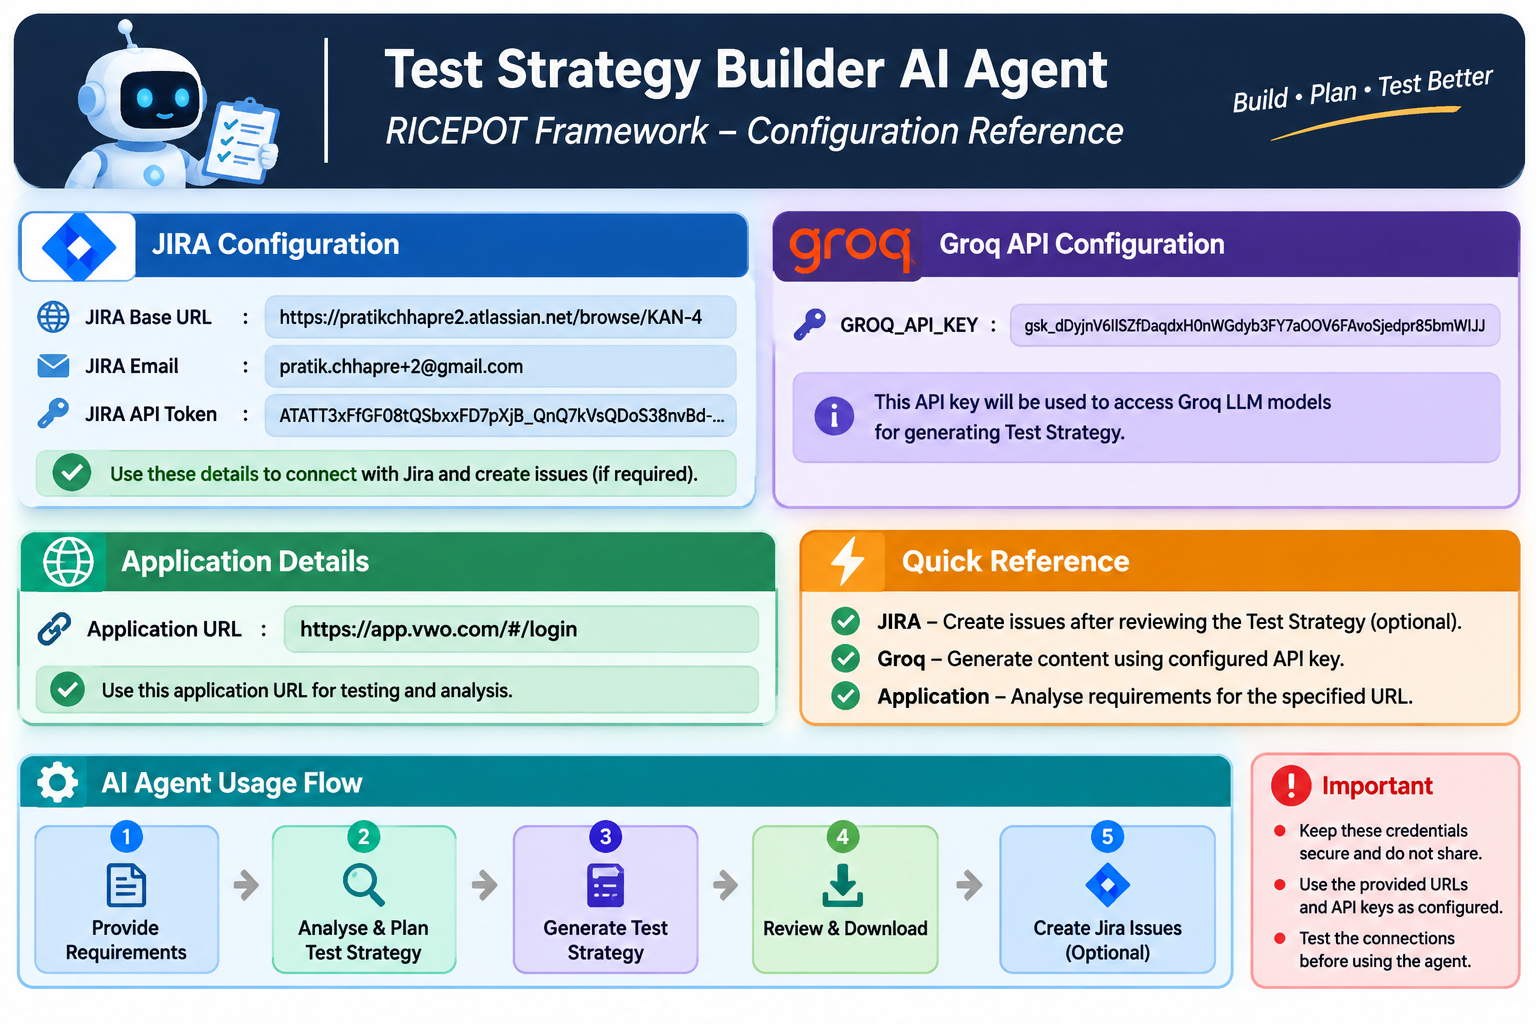 Test Strategy Builder AI Agent
RICEPOT Framework – Configuration Reference
Build • Plan • Test Better
JIRA Configuration
JIRA Base URL : https://pratikchhapre2.atlassian.net/browse/KAN-4
JIRA Email : pratik.chhapre+2@gmail.com
JIRA API Token : ATATT3xFfGF08tQSbxxFD7pXjB_QnQ7kVsQDoS38nvBd-...
Use these details to connect with Jira and create issues (if required).
groq
Groq API Configuration
GROQ_API_KEY :
This API key will be used to access Groq LLM models
for generating Test Strategy.
Application Details
Application URL : https://app.vwo.com/#/login
Use this application URL for testing and analysis.
Quick Reference
JIRA – Create issues after reviewing the Test Strategy (optional).
Groq – Generate content using configured API key.
Application – Analyse requirements for the specified URL.
AI Agent Usage Flow
1
Provide
Requirements
2
Analyse & Plan
Test Strategy
3
Generate Test
Strategy
4
Review & Download
5
Create Jira Issues
(Optional)
Important
Keep these credentials
secure and do not share.
Use the provided URLs
and API keys as configured.
Test the connections
before using the agent.